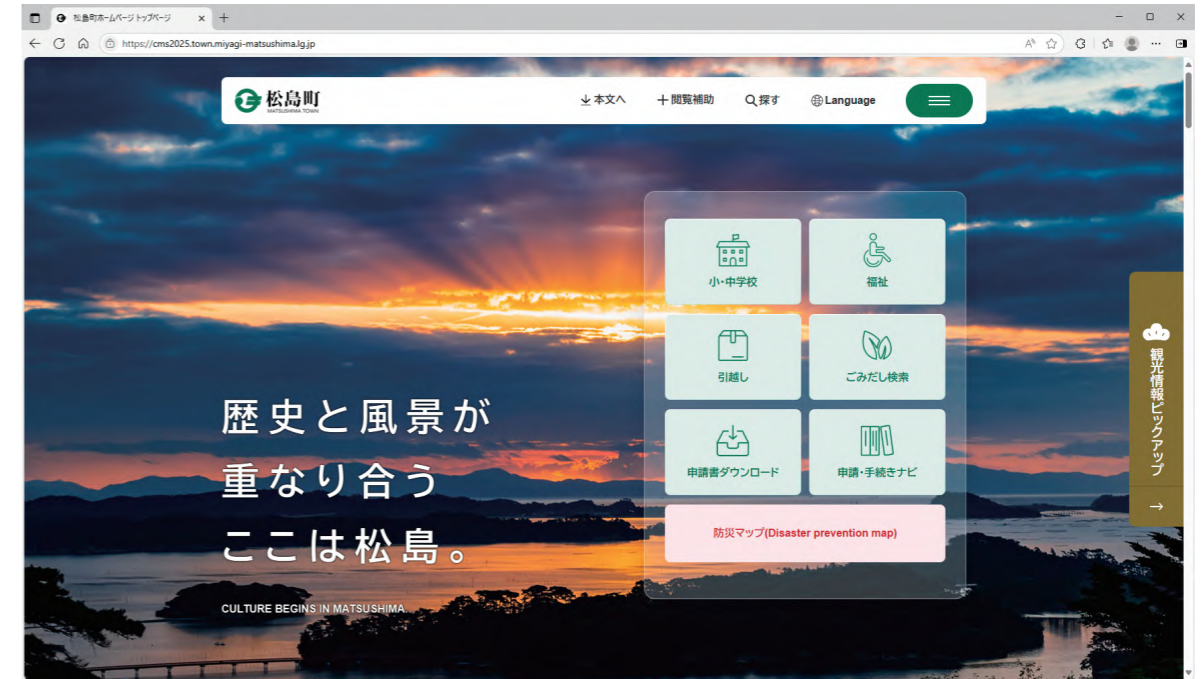 松島町ホームページ トップページ
https://cms2025.town.miyagi-matsushima.lg.jp
松島町
MATSUSHIMA TOWN
本文へ
閲覧補助
探す
Language
小・中学校
福祉
引越し
ごみだし検索
申請書ダウンロード
申請・手続きナビ
防災マップ(Disaster prevention map)
歴史と風景が
重なり合う
ここは松島。
CULTURE BEGINS IN MATSUSHIMA.
観光情報ピックアップ